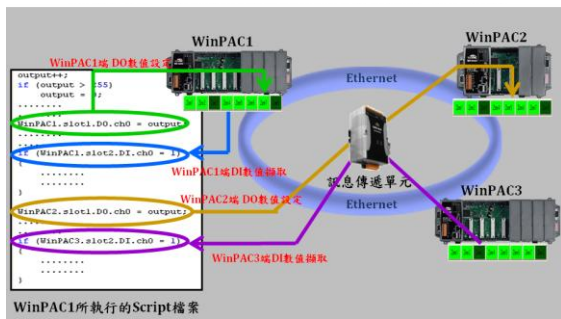 WinPAC1
WinPAC2
WinPAC1端 DO數值設定
output++;
if (output > 255)
output = 0;
........
WinPAC1.slot1.DO.ch0 = output;
if (WinPAC1.slot2.DI.ch0 = 1)
........
........
}
WinPAC2.slot1.DO.ch0 = output;
if (WinPAC3.slot2.DI.ch0 = 1)
{
........
........
}
Ethernet
WinPAC1端DI數值擷取
訊息傳遞單元
WinPAC2端 DO數值設定
Ethernet
WinPAC3
WinPAC3端DI數值擷取
WinPAC1所執行的Script檔案